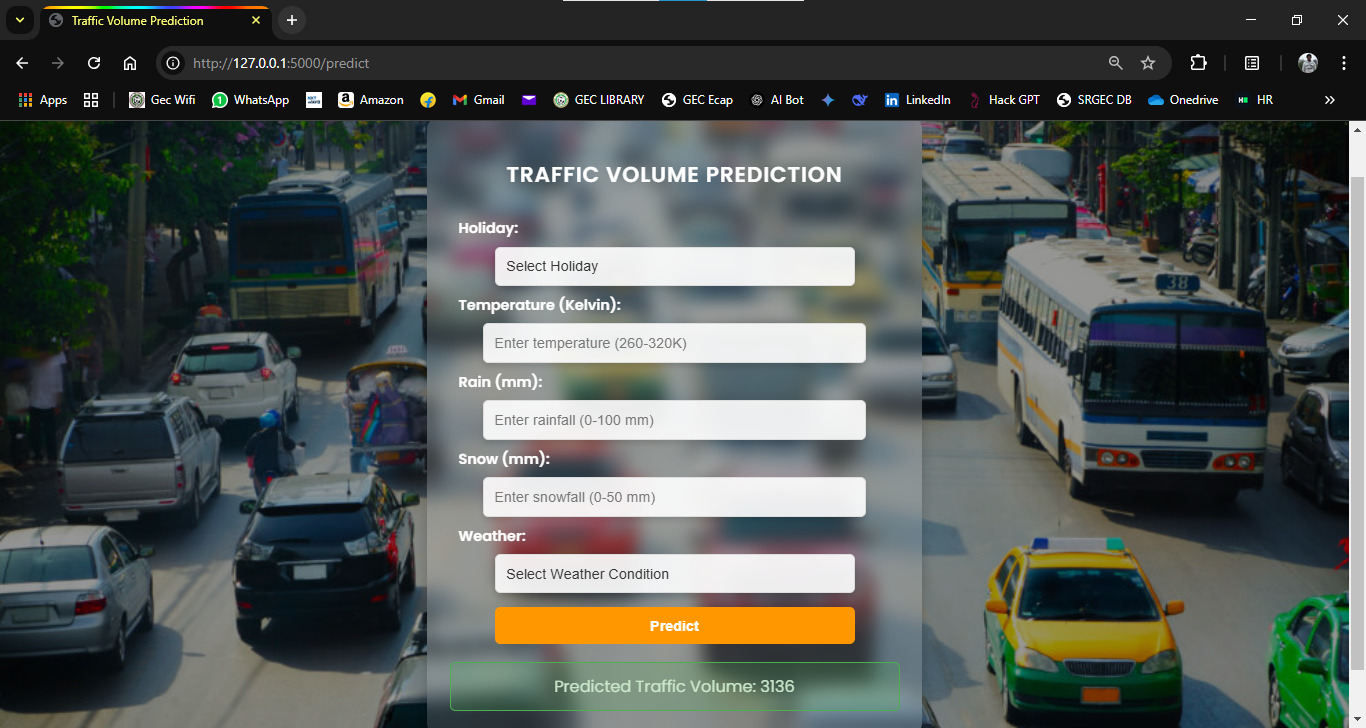 Traffic Volume Prediction
http://127.0.0.1:5000/predict
Apps
Gec Wifi
WhatsApp
Amazon
Gmail
GEC LIBRARY
GEC Ecap
AI Bot
LinkedIn
Hack GPT
SRGEC DB
Onedrive
HR
TRAFFIC VOLUME PREDICTION
Holiday:
Select Holiday
Temperature (Kelvin):
Enter temperature (260-320K)
Rain (mm):
Enter rainfall (0-100 mm)
Snow (mm):
Enter snowfall (0-50 mm)
Weather:
Select Weather Condition
Predict
Predicted Traffic Volume: 3136
38